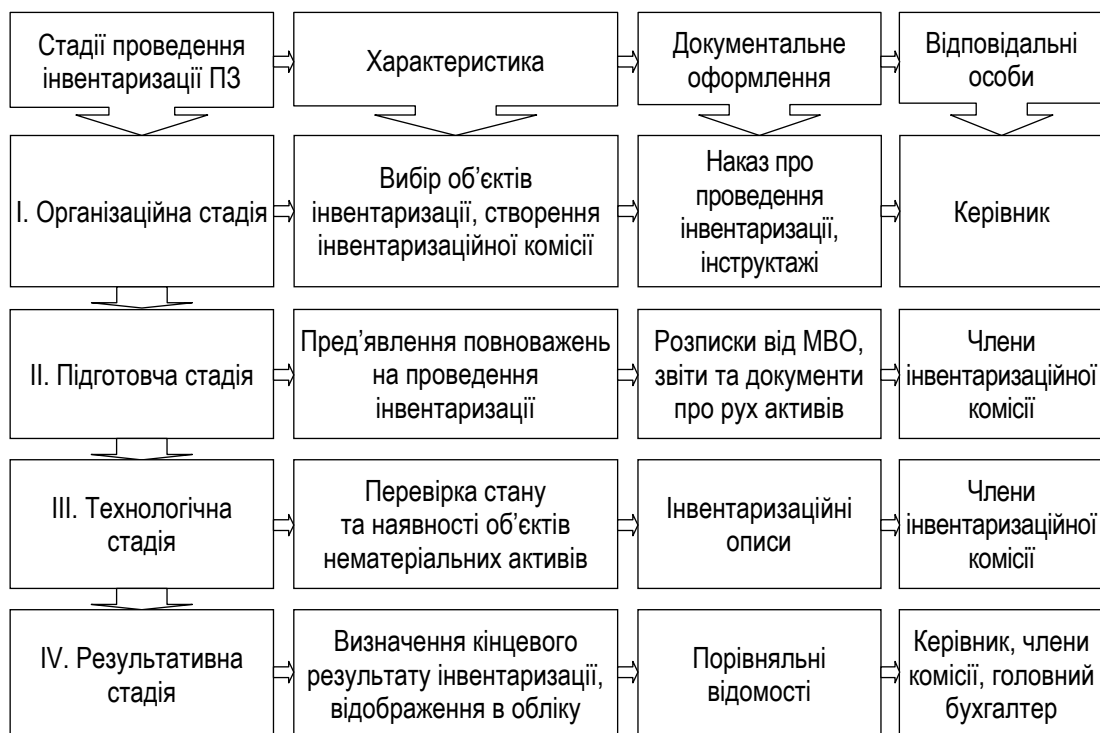 Стадії проведення
інвентаризації ПЗ
Характеристика
Документальне
оформлення
Відповідальні
особи
І. Організаційна стадія
Вибір об’єктів
інвентаризації, створення
інвентаризаційної комісії
Наказ про
проведення
інвентаризації,
інструктажі
Керівник
ІІ. Підготовча стадія
Пред’явлення повноважень
на проведення
інвентаризації
Розписки від МВО,
звіти та документи
про рух активів
Члени
інвентаризаційної
комісії
ІІІ. Технологічна
стадія
Перевірка стану
та наявності об’єктів
нематеріальних активів
Інвентаризаційні
описи
Члени
інвентаризаційної
комісії
IV. Результативна
стадія
Визначення кінцевого
результату інвентаризації,
відображення в обліку
Порівняльні
відомості
Керівник, члени
комісії, головний
бухгалтер